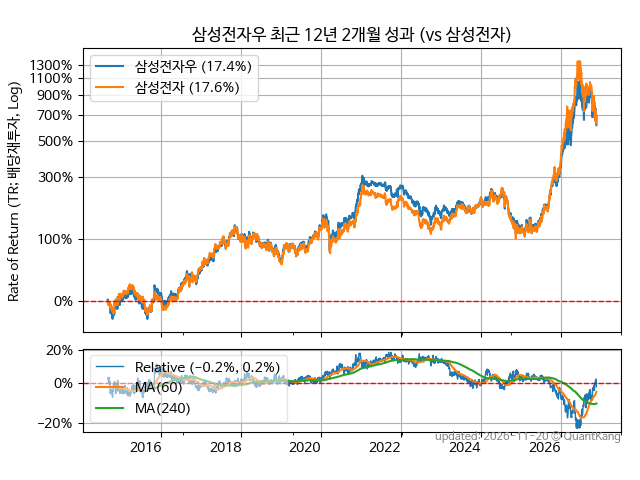 삼성전자우 최근 12년 2개월 성과 (vs 삼성전자)
Rate of Return (TR: 배당재투자, Log)
1300%
1100%
900%
700%
500%
300%
100%
0%
삼성전자우 (17.4%)
삼성전자 (17.6%)
20%
0%
−20%
Relative (−0.2%, 0.2%)
MA(60)
MA(240)
2016
2018
2020
2022
2024
2026
updated: 2026-11-20 © QuantKang